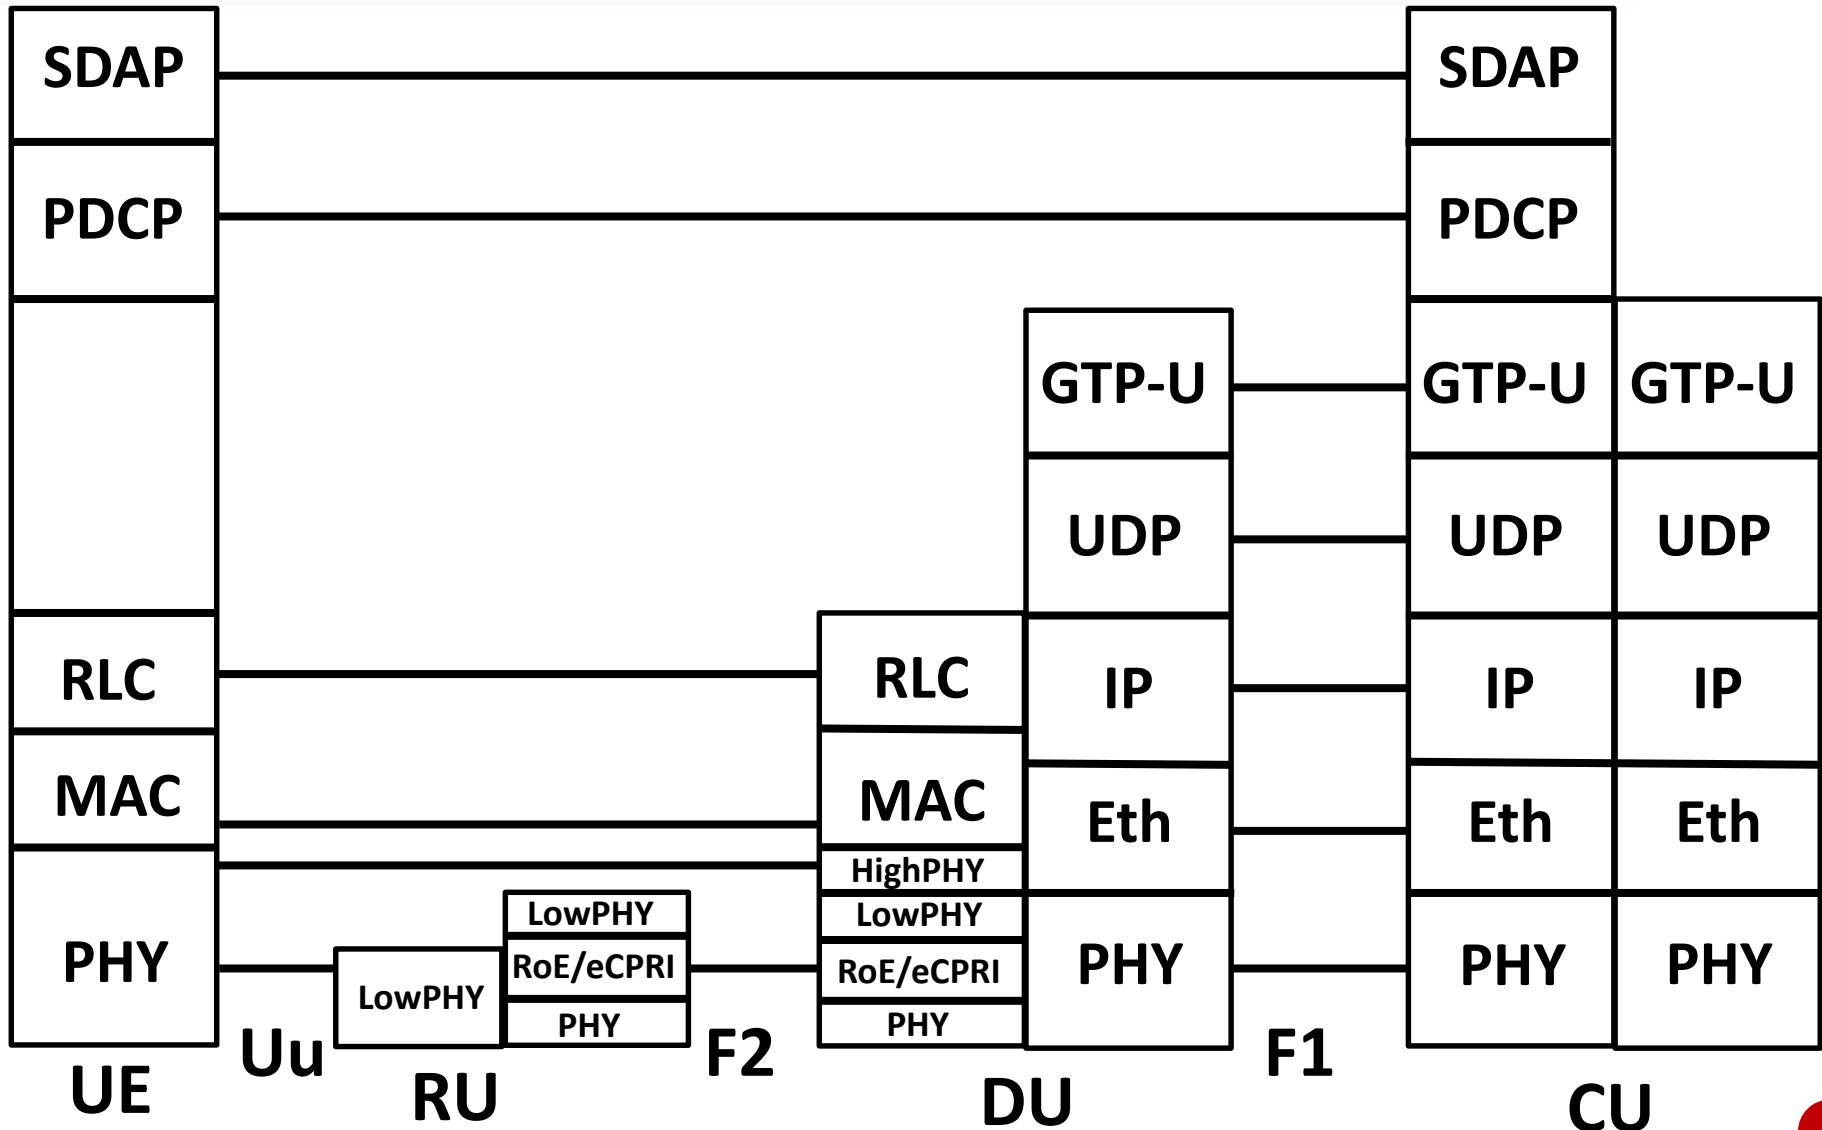 SDAP
PDCP
RLC
MAC
PHY
UE
Uu
LowPHY
LowPHY
RoE/eCPRI
PHY
RU
F2
RLC
MAC
HighPHY
LowPHY
RoE/eCPRI
PHY
GTP-U
UDP
IP
Eth
PHY
DU
F1
SDAP
PDCP
GTP-U
UDP
IP
Eth
PHY
GTP-U
UDP
IP
Eth
PHY
CU